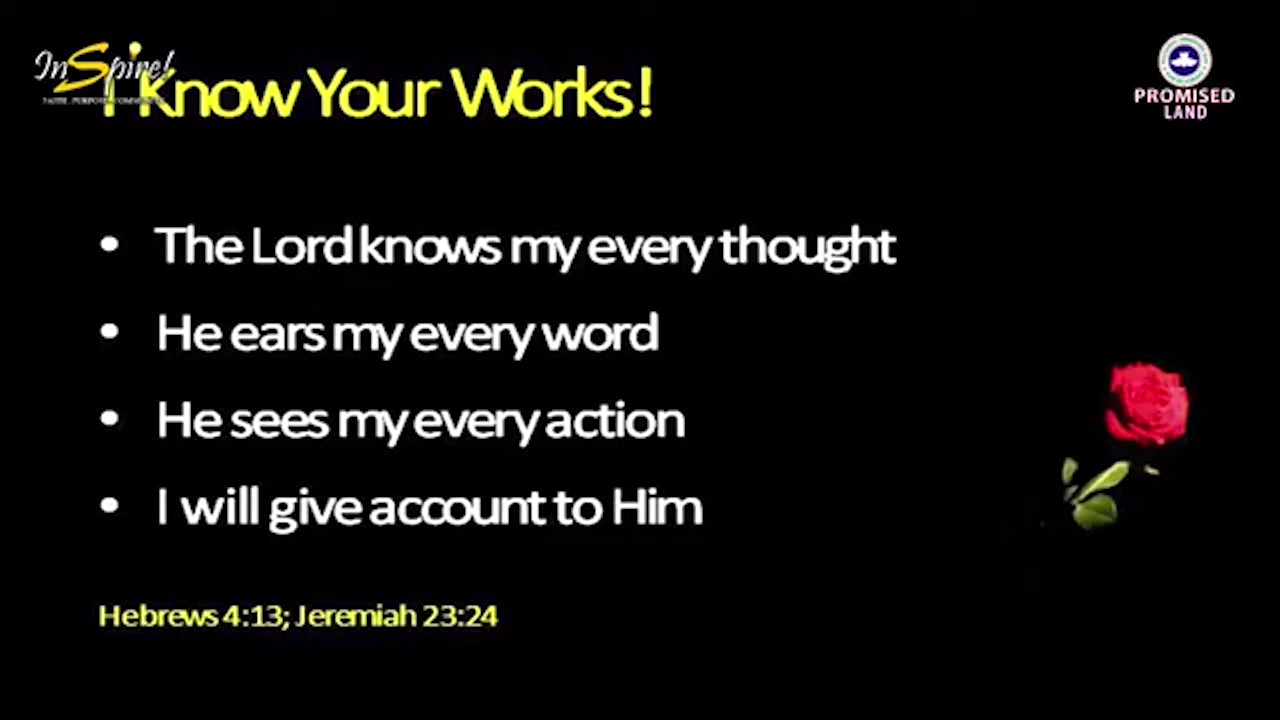 InSpire!
I Know Your Works!
PROMISED
LAND
• The Lord knows my every thought
• He ears my every word
• He sees my every action
• I will give account to Him
Hebrews 4:13; Jeremiah 23:24